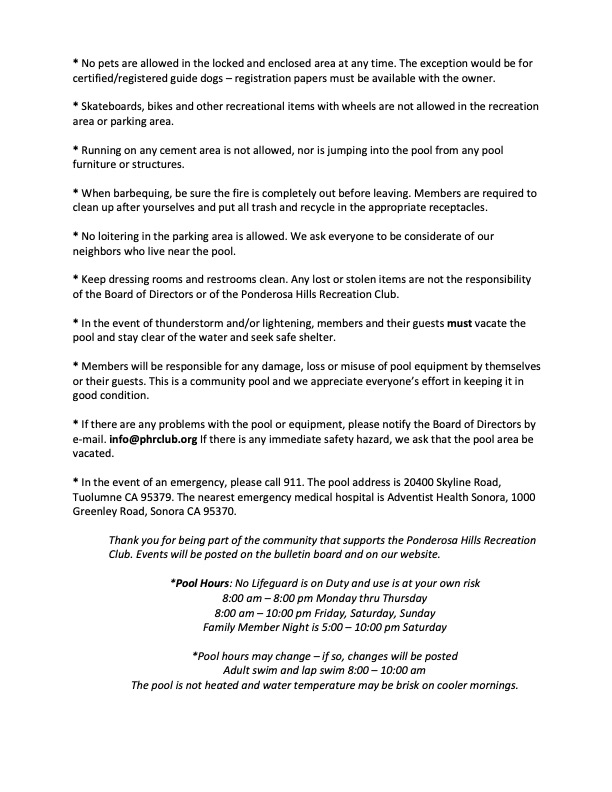 * No pets are allowed in the locked and enclosed area at any time. The exception would be for
certified/registered guide dogs – registration papers must be available with the owner.
* Skateboards, bikes and other recreational items with wheels are not allowed in the recreation
area or parking area.
* Running on any cement area is not allowed, nor is jumping into the pool from any pool
furniture or structures.
* When barbequing, be sure the fire is completely out before leaving. Members are required to
clean up after yourselves and put all trash and recycle in the appropriate receptacles.
* No loitering in the parking area is allowed. We ask everyone to be considerate of our
neighbors who live near the pool.
* Keep dressing rooms and restrooms clean. Any lost or stolen items are not the responsibility
of the Board of Directors or of the Ponderosa Hills Recreation Club.
* In the event of thunderstorm and/or lightening, members and their guests must vacate the
pool and stay clear of the water and seek safe shelter.
* Members will be responsible for any damage, loss or misuse of pool equipment by themselves
or their guests. This is a community pool and we appreciate everyone’s effort in keeping it in
good condition.
* If there are any problems with the pool or equipment, please notify the Board of Directors by
e-mail. info@phrclub.org If there is any immediate safety hazard, we ask that the pool area be
vacated.
* In the event of an emergency, please call 911. The pool address is 20400 Skyline Road,
Tuolumne CA 95379. The nearest emergency medical hospital is Adventist Health Sonora, 1000
Greenley Road, Sonora CA 95370.
Thank you for being part of the community that supports the Ponderosa Hills Recreation
Club. Events will be posted on the bulletin board and on our website.
*Pool Hours: No Lifeguard is on Duty and use is at your own risk
8:00 am – 8:00 pm Monday thru Thursday
8:00 am – 10:00 pm Friday, Saturday, Sunday
Family Member Night is 5:00 – 10:00 pm Saturday
*Pool hours may change – if so, changes will be posted
Adult swim and lap swim 8:00 – 10:00 am
The pool is not heated and water temperature may be brisk on cooler mornings.